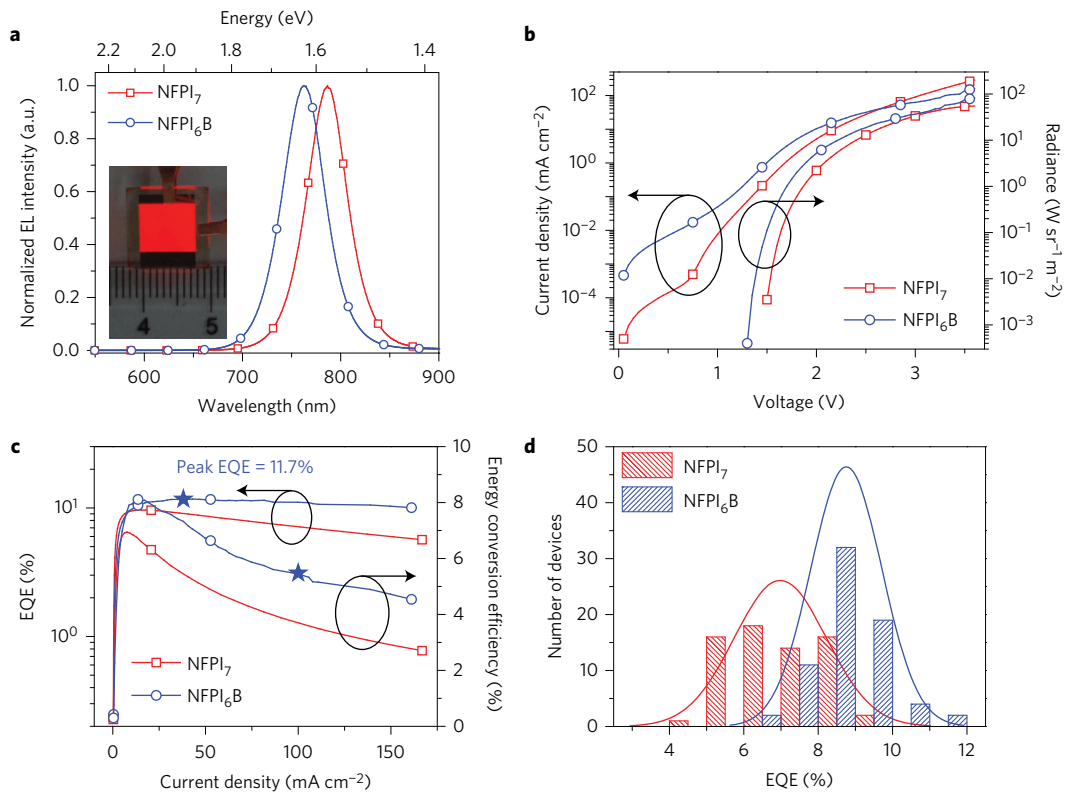 a
Energy (eV)
2.2 2.0 1.8 1.6 1.4
1.0
0.8
0.6
0.4
0.2
0.0
Normalized EL intensity (a.u.)
NFPI₇
NFPI₆B
4 5
600 700 800 900
Wavelength (nm)
b
10²
10⁰
10⁻²
10⁻⁴
Current density (mA cm⁻²)
10²
10¹
10⁰
10⁻¹
10⁻²
10⁻³
Radiance (W sr⁻¹ m⁻²)
NFPI₇
NFPI₆B
0 1 2 3
Voltage (V)
c
Peak EQE = 11.7%
10¹
10⁰
EQE (%)
10
8
6
4
2
0
Energy conversion efficiency (%)
NFPI₇
NFPI₆B
0 50 100 150
Current density (mA cm⁻²)
d
50
40
30
20
10
0
Number of devices
NFPI₇
NFPI₆B
4 6 8 10 12
EQE (%)